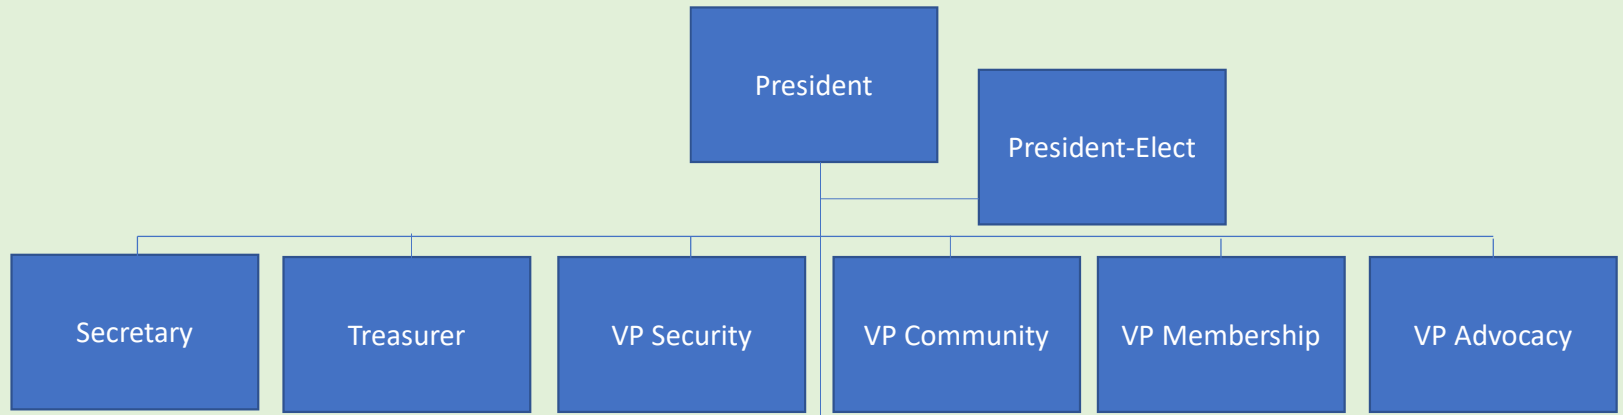 President
President-Elect
Secretary
Treasurer
VP Security
VP Community
VP Membership
VP Advocacy